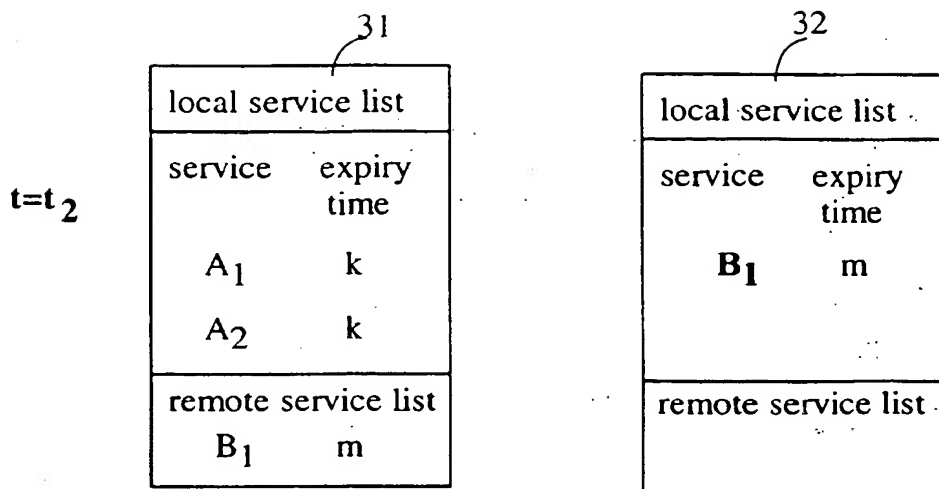 31
local service list
service expiry
time
t=t2
A1 k
A2 k
remote service list
B1 m
32
local service list
service expiry
time
B1 m
remote service list